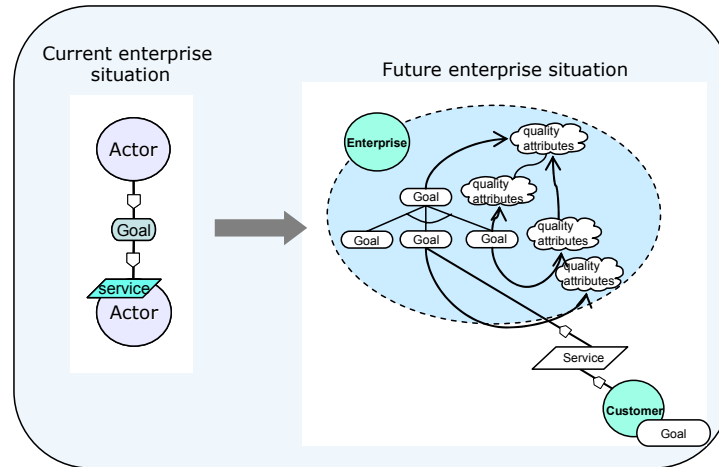 Current enterprise
situation
Actor
Goal
service
Actor
Future enterprise situation
Enterprise
quality
attributes
quality
attributes
Goal
Goal
Goal
Goal
quality
attributes
quality
attributes
Service
Customer
Goal